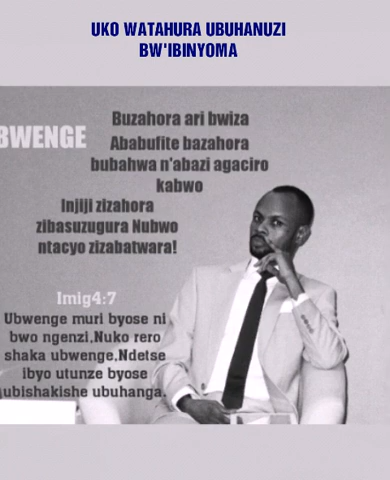 UKO WATAHURA UBUHANUZI
BW'IBINYOMA
BWENGE
Buzahora ari bwiza
Ababufite bazahora
bubahwa n'abazi agaciro
kabwo
Injiji zizahora
zibasuzugura Nubwo
ntacyo zizabatwara!
Imig4:7
Ubwenge muri byose ni
bwo ngenzi,Nuko rero
shaka ubwenge,Ndetse
ibyo utunze byose
ubishakishe ubuhanga.